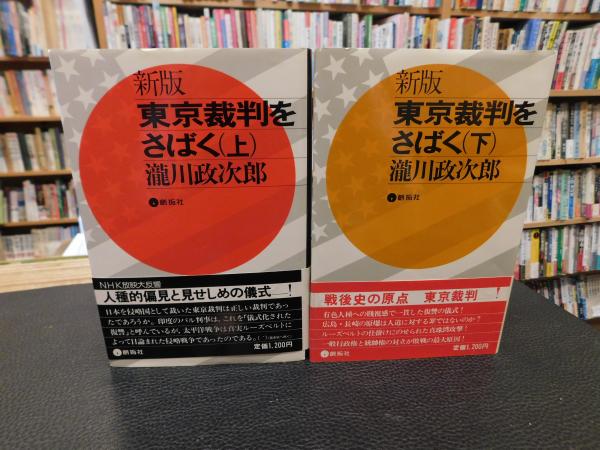 新版
東京裁判を
さばく(上)
瀧川政次郎
創拓社
NHK放映大反響
人種的偏見と見せしめの儀式――!
日本を侵略国として裁いた東京裁判は正しい裁判であっ
たであろうか。印度のパル判事は、これを「儀式化された
復讐」と呼んでいるが、太平洋戦争は真実ルーズベルトに
よって目論まれた侵略戦争であったのである。
創拓社
定価1,200円
新版
東京裁判を
さばく(下)
瀧川政次郎
創拓社
戦後史の原点 東京裁判――!
有色人種への賤視感で一貫した復讐の儀式!
広島・長崎の原爆は人道に対する罪ではないのか?
ルーズベルトの仕掛けにのせられた真珠湾攻撃!
一般行政権と統帥権の対立が敗戦の最大原因!
創拓社
定価1,200円